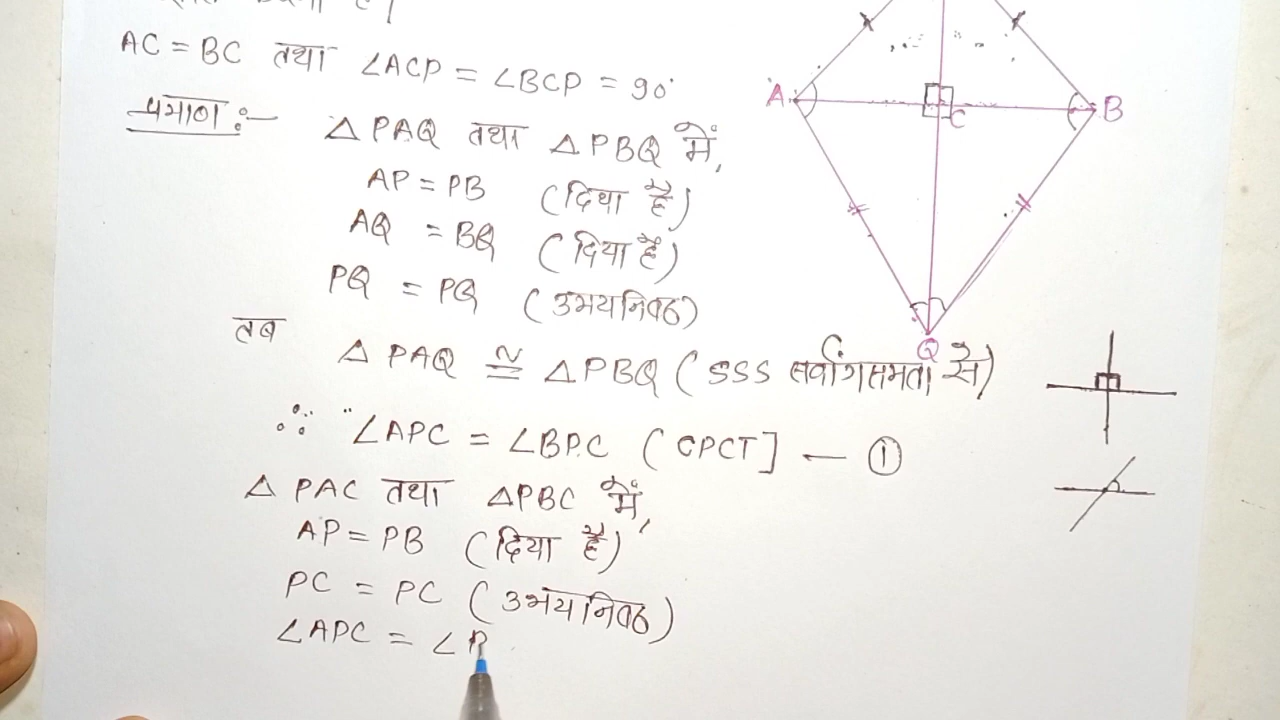 AC = BC तथा ∠ACP = ∠BCP = 90°
प्रमाण :-
△ PAQ तथा △ PBQ में,
AP = PB (दिया है)
AQ = BQ (दिया है)
PQ = PQ (उभयनिष्ठ)
तब
△ PAQ ≅ △PBQ (SSS सर्वांगसमता से)
∴ ∠APC = ∠BPC (CPCT] — ①
△ PAC तथा △PBC में,
AP = PB (दिया है)
PC = PC (उभयनिष्ठ)
∠APC = ∠B
A
B
C
Q